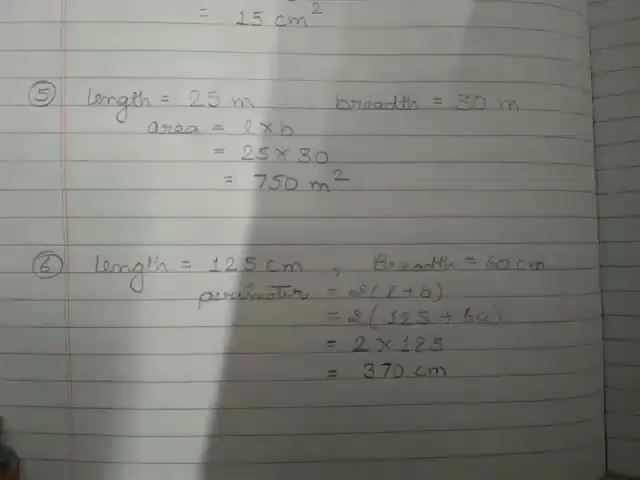 = 15 cm²
⑤ length = 25 m breadth = 30 m
area = l × b
= 25 × 30
= 750 m²
⑥ length = 125 cm , Breadth = 60 cm
perimeter = 2(l + b)
= 2(125 + 60)
= 2 × 185
= 370 cm